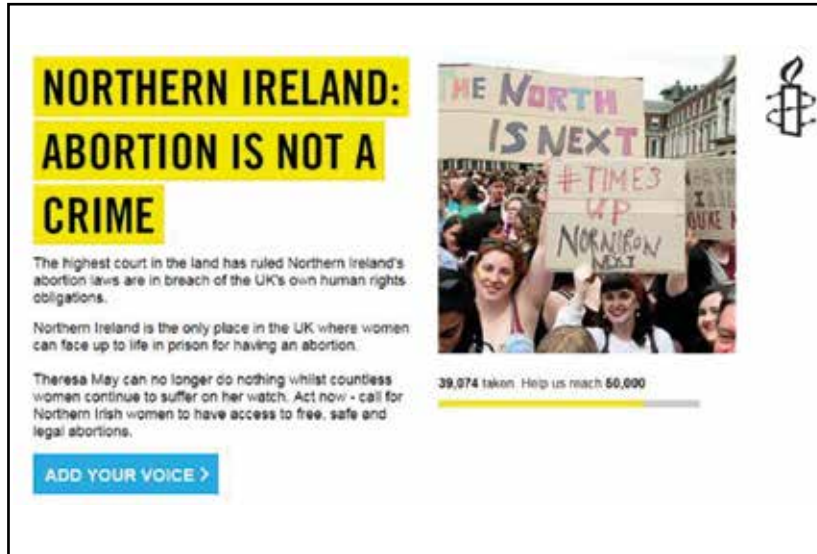 NORTHERN IRELAND:
ABORTION IS NOT A
CRIME
The highest court in the land has ruled Northern Ireland's
abortion laws are in breach of the UK's own human rights
obligations.
Northern Ireland is the only place in the UK where women
can face up to life in prison for having an abortion.
Theresa May can no longer do nothing whilst countless
women continue to suffer on her watch. Act now - call for
Northern Irish women to have access to free, safe and
legal abortions.
ADD YOUR VOICE >
THE NORTH
IS NEXT
#TIMES
UP
NORNIRON
NEXT
39,074 taken. Help us reach 50,000